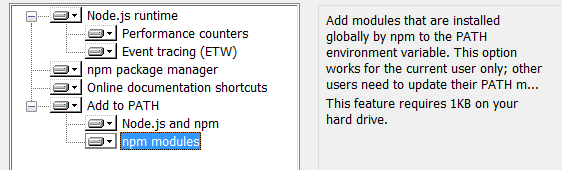 Node.js runtime
Performance counters
Event tracing (ETW)
npm package manager
Online documentation shortcuts
Add to PATH
Node.js and npm
npm modules
Add modules that are installed
globally by npm to the PATH
environment variable. This option
works for the current user only; other
users need to update their PATH m...
This feature requires 1KB on your
hard drive.